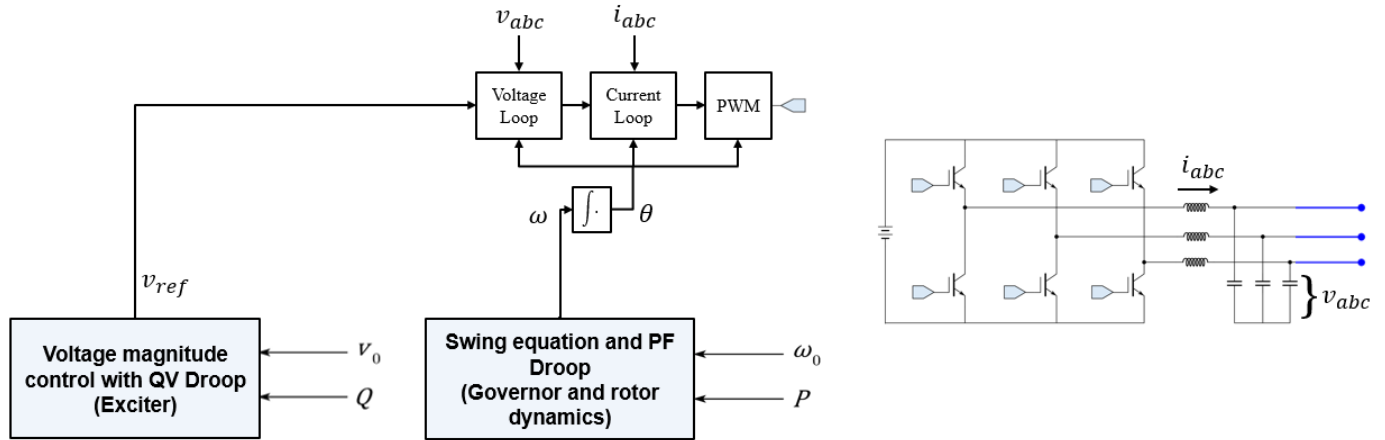 v_abc
i_abc
Voltage
Loop
Current
Loop
PWM
ω
∫·
θ
i_abc
v_abc
v_ref
Voltage magnitude
control with QV Droop
(Exciter)
v_0
Q
Swing equation and PF
Droop
(Governor and rotor
dynamics)
ω_0
P